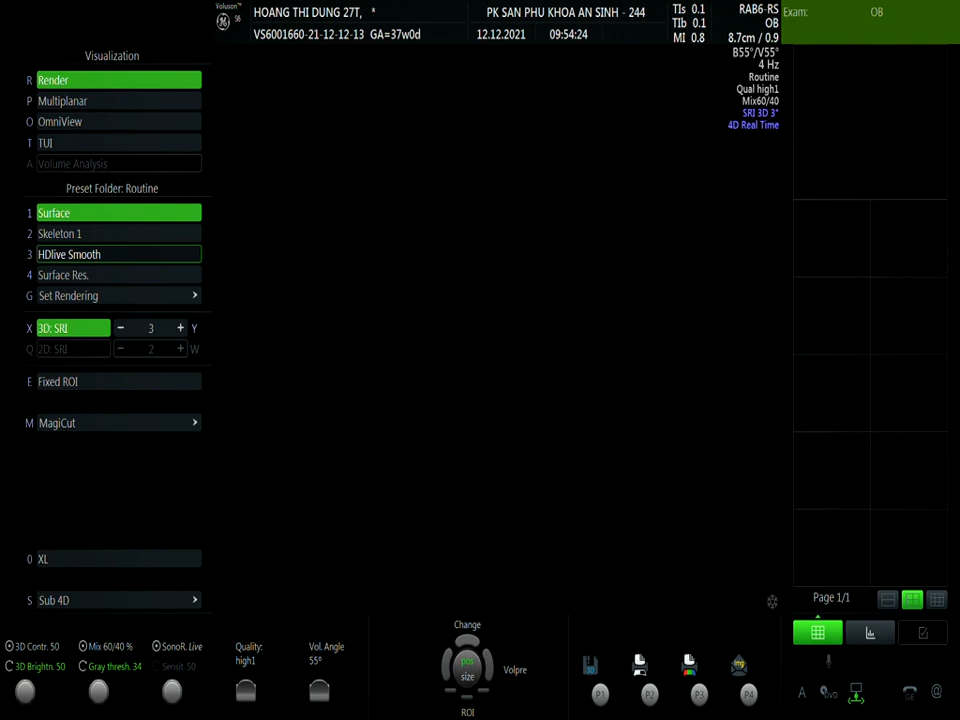 Voluson™
S6
HOANG THI DUNG 27T, *
PK SAN PHU KHOA AN SINH - 244
VS6001660-21-12-12-13 GA=37w0d
12.12.2021
09:54:24
TIs 0.1
TIb 0.1
MI 0.8
RAB6-RS
OB
8.7cm / 0.9
B55°/V55°
4 Hz
Routine
Qual high1
Mix60/40
SRI 3D 3*
4D Real Time
Exam: OB
Visualization
R Render
P Multiplanar
O OmniView
T TUI
A Volume Analysis
Preset Folder: Routine
1 Surface
2 Skeleton 1
3 HDlive Smooth
4 Surface Res.
G Set Rendering >
X 3D: SRI − 3 + Y
Q 2D: SRI − 2 + W
E Fixed ROI
M MagiCut >
0 XL
S Sub 4D >
Page 1/1
3D Contr. 50
3D Brightn. 50
Mix 60/40 %
Gray thresh. 34
SonoR. Live
Sensit. 50
Quality:
high1
Vol. Angle
55°
Change
pos
size
Volpre
ROI
3D
Img
P1
P2
P3
P4
A
DVD
GE
@